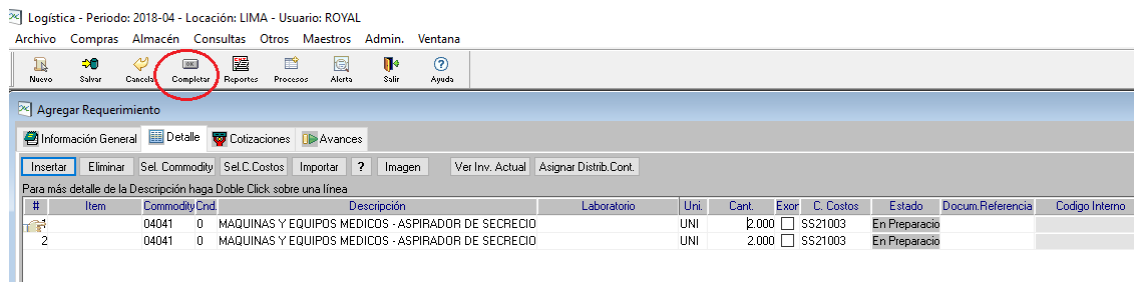 Logística - Periodo: 2018-04 - Locación: LIMA - Usuario: ROYAL
Archivo Compras Almacén Consultas Otros Maestros Admin. Ventana
Nuevo Salvar Cancela Completar Reportes Procesos Alerta Salir Ayuda
Agregar Requerimiento
Información General Detalle Cotizaciones Avances
Insertar Eliminar Sel. Commodity Sel.C.Costos Importar ? Imagen Ver Inv. Actual Asignar Distrib.Cont.
Para más detalle de la Descripción haga Doble Click sobre una línea
# Item Commodity Cnd. Descripción Laboratorio Uni. Cant. Exor C. Costos Estado Docum.Referencia Codigo Interno
04041 0 MAQUINAS Y EQUIPOS MEDICOS - ASPIRADOR DE SECRECIO UNI 2.000 SS21003 En Preparacio
2 04041 0 MAQUINAS Y EQUIPOS MEDICOS - ASPIRADOR DE SECRECIO UNI 2.000 SS21003 En Preparacio